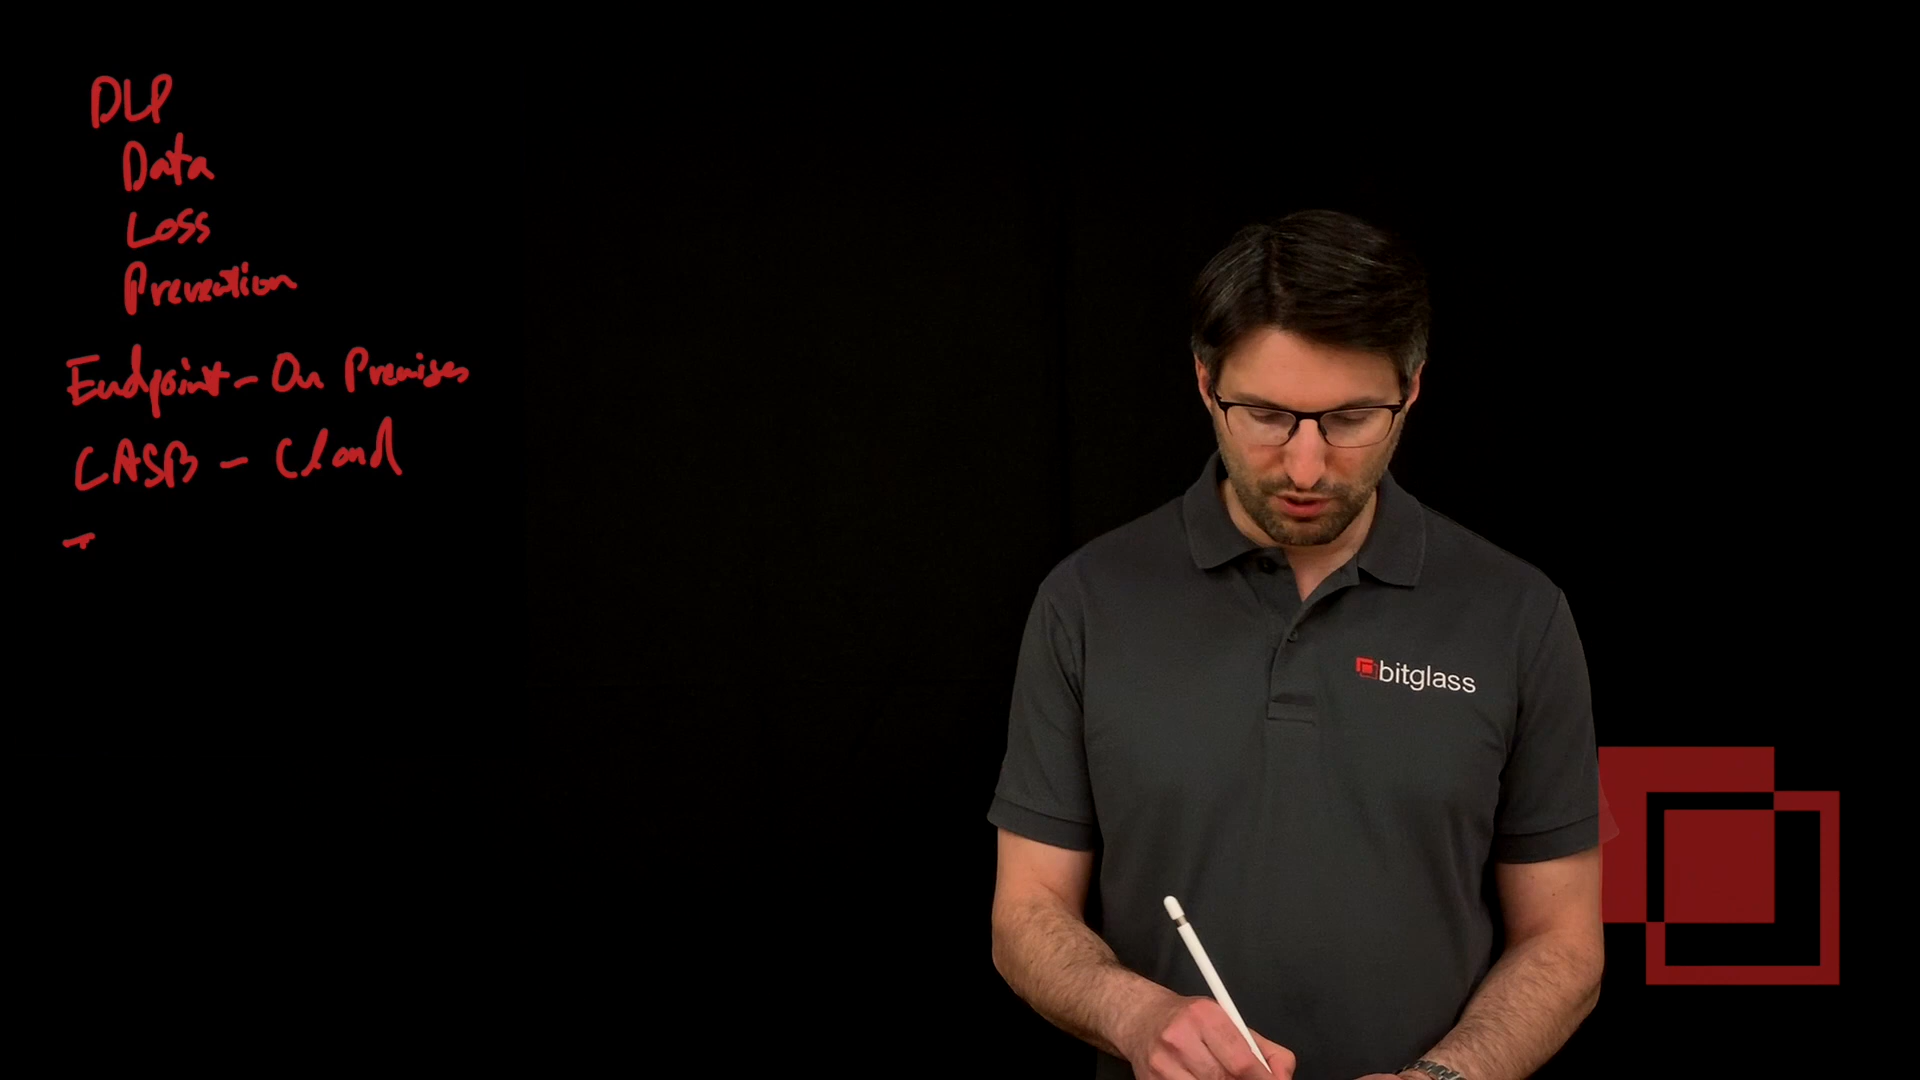 DLP
Data
Loss
Prevention
Endpoint - On Premises
CASB - Cloud
bitglass